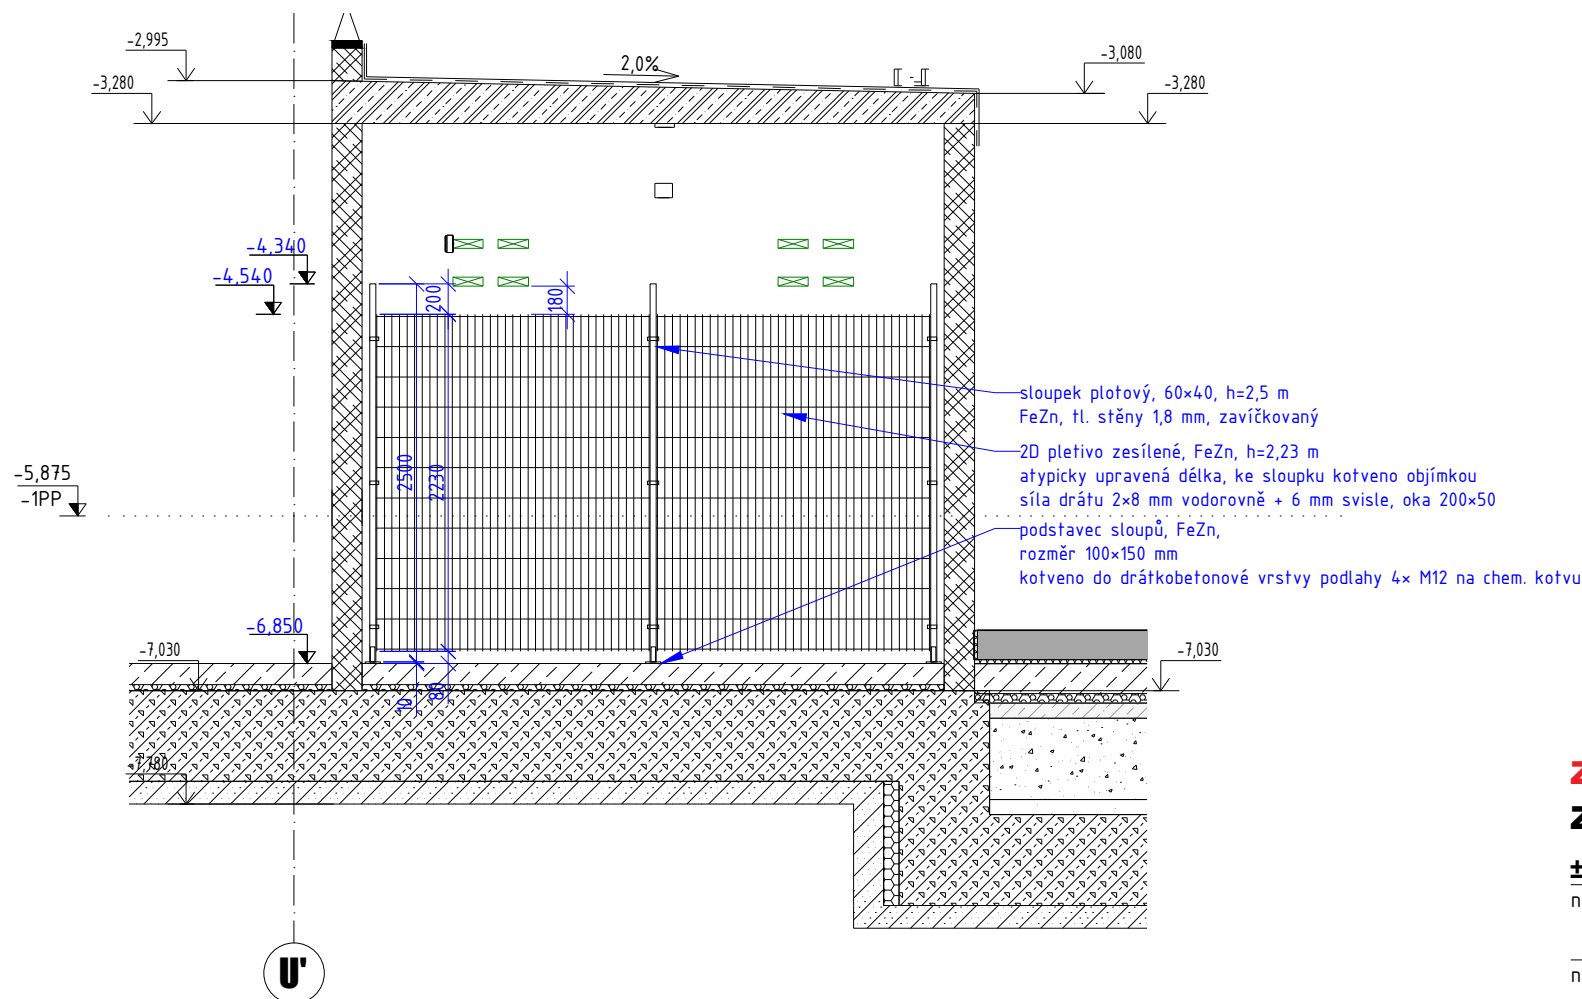 -2,995
2,0%
-3,080
-3,280
-3,280
-4,340
-4,540
200
180
sloupek plotový, 60×40, h=2,5 m
FeZn, tl. stěny 1,8 mm, zavíčkovaný
2D pletivo zesílené, FeZn, h=2,23 m
atypicky upravená délka, ke sloupku kotveno objímkou
síla drátu 2×8 mm vodorovně + 6 mm svisle, oka 200×50
2500
2230
-5,875
-1PP
podstavec sloupů, FeZn,
rozměr 100×150 mm
kotveno do drátkobetonové vrstvy podlahy 4× M12 na chem. kotvu
-6,850
-7,030
-7,030
10
80
-7,780
U'